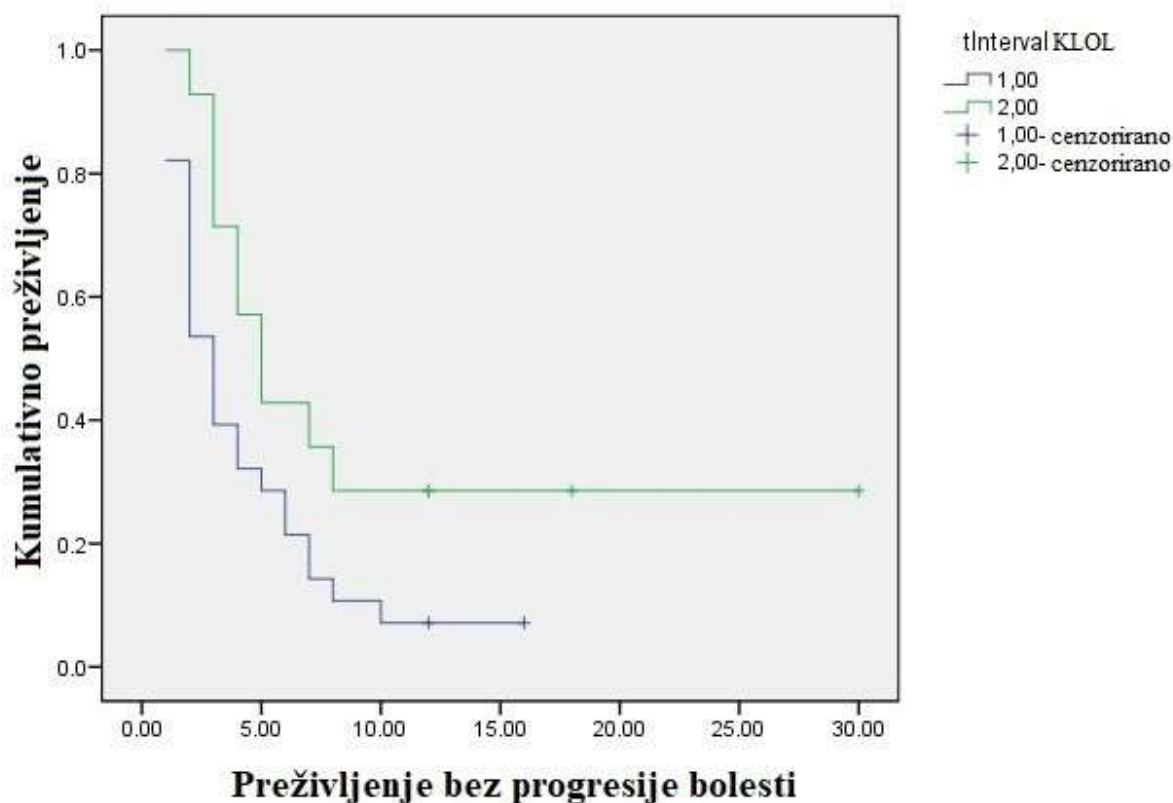 tInterval KLOL
1,00
2,00
1,00- cenzorirano
2,00- cenzorirano
Kumulativno preživljenje
1.0
0.8
0.6
0.4
0.2
0.0
0.00 5.00 10.00 15.00 20.00 25.00 30.00
Preživljenje bez progresije bolesti